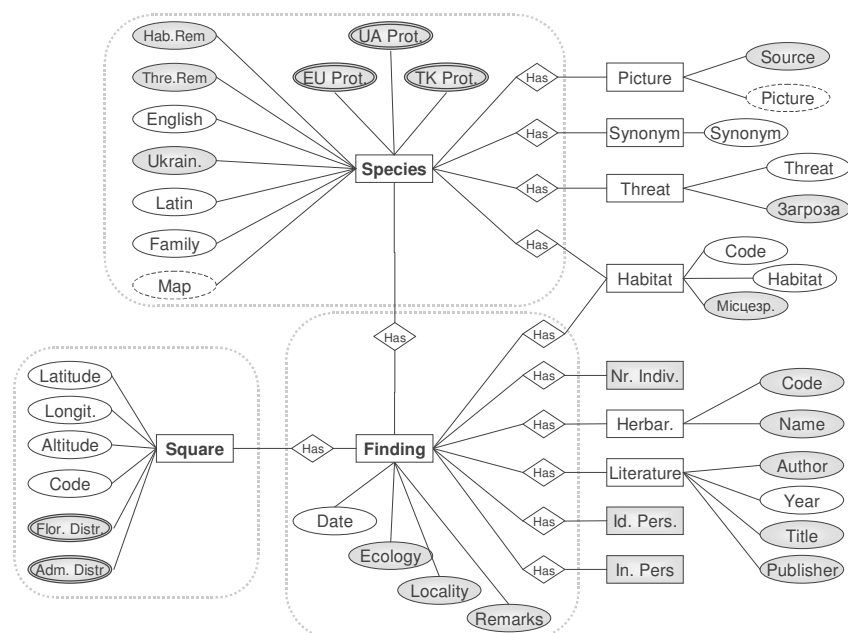 Hab.Rem
UA Prot.
Source
Thre.Rem
EU Prot.
TK Prot.
Has
Picture
Picture
English
Has
Synonym
Synonym
Ukrain.
Species
Threat
Has
Threat
Latin
Загроза
Family
Has
Code
Habitat
Habitat
Map
Місцезр.
Has
Has
Latitude
Has
Nr. Indiv.
Code
Longit.
Has
Herbar.
Name
Altitude
Square
Has
Finding
Author
Has
Literature
Code
Year
Date
Has
Id. Pers.
Flor. Distr.
Title
Ecology
Adm. Distr.
Has
In. Pers
Publisher
Locality
Remarks